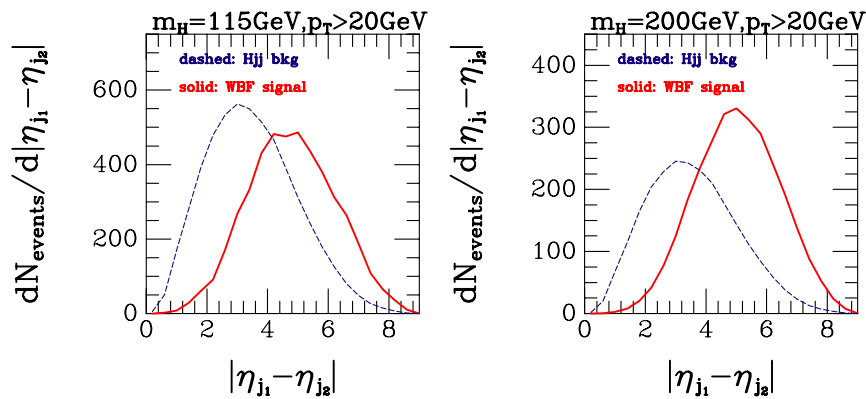 m_H=115GeV,p_T>20GeV
dN_events/d|η_j₁−η_j₂|
dashed: Hjj bkg
solid: WBF signal
600
400
200
0
0 2 4 6 8
|η_j₁−η_j₂|
m_H=200GeV,p_T>20GeV
dN_events/d|η_j₁−η_j₂|
dashed: Hjj bkg
solid: WBF signal
400
300
200
100
0
0 2 4 6 8
|η_j₁−η_j₂|